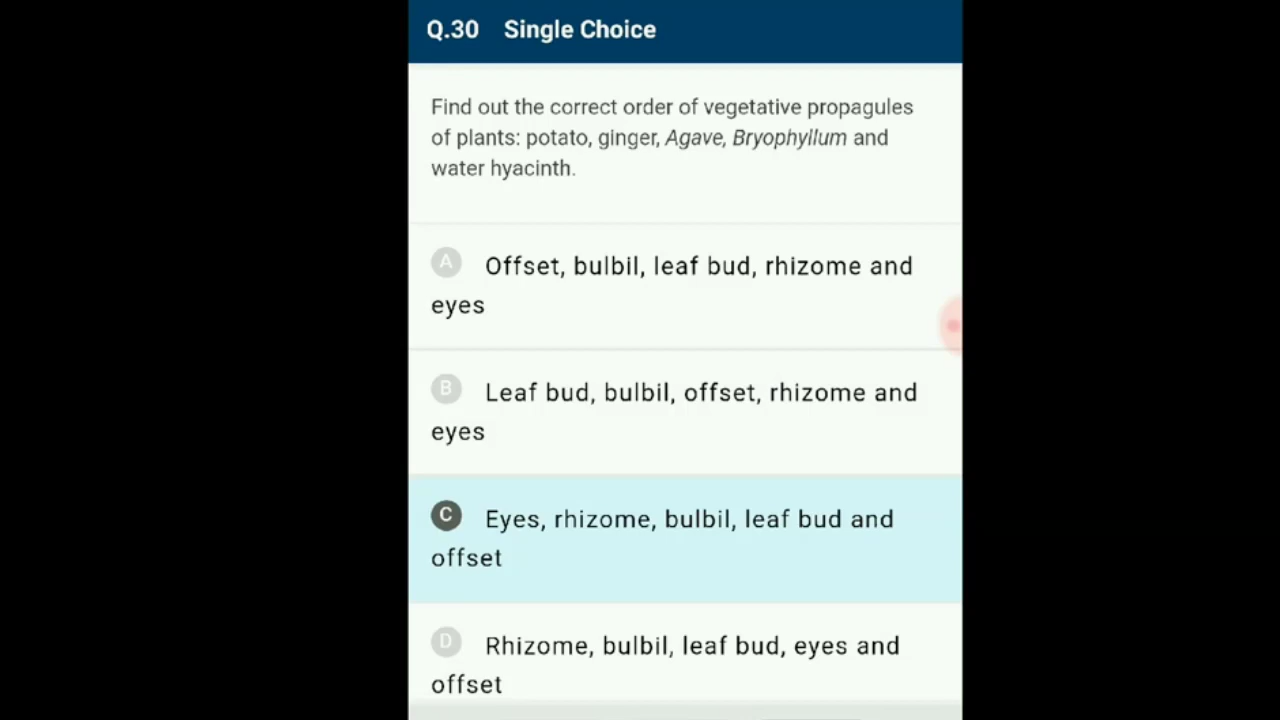 Q.30 Single Choice
Find out the correct order of vegetative propagules
of plants: potato, ginger, Agave, Bryophyllum and
water hyacinth.
A Offset, bulbil, leaf bud, rhizome and
eyes
B Leaf bud, bulbil, offset, rhizome and
eyes
C Eyes, rhizome, bulbil, leaf bud and
offset
D Rhizome, bulbil, leaf bud, eyes and
offset